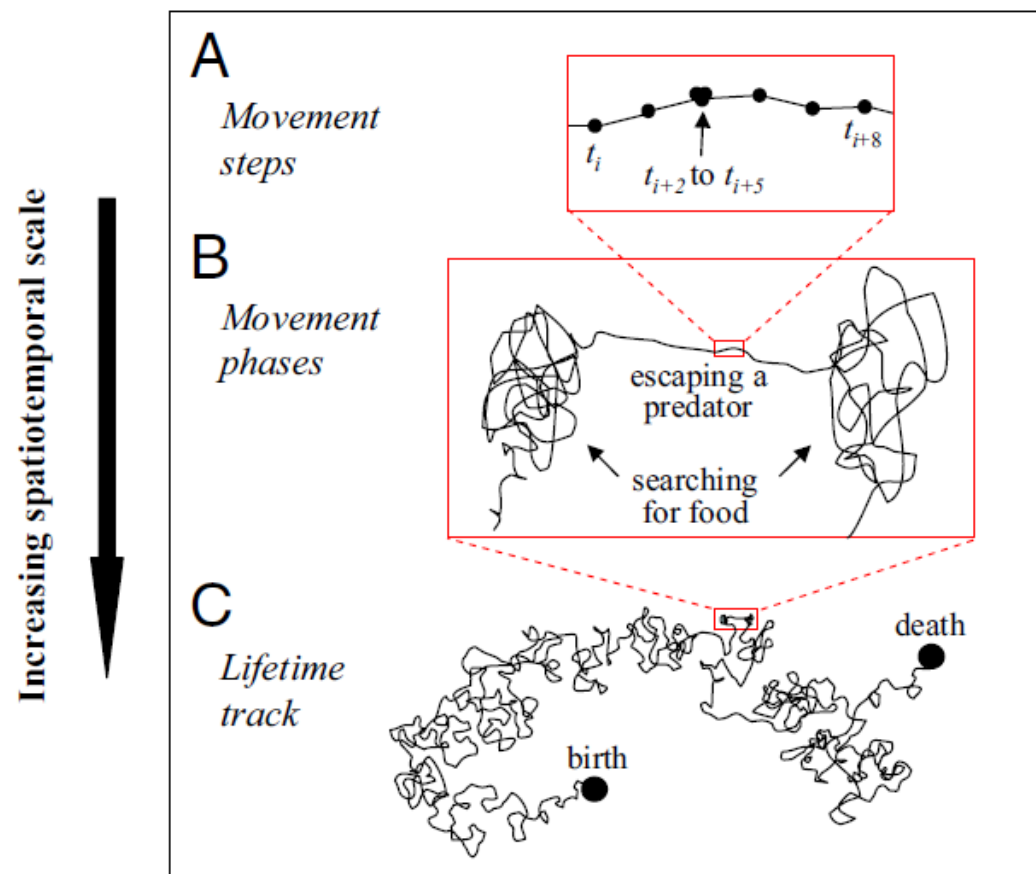 Increasing spatiotemporal scale
A
Movement
steps
t_i
t_{i+2} to t_{i+5}
t_{i+8}
B
Movement
phases
escaping a
predator
searching
for food
C
Lifetime
track
birth
death